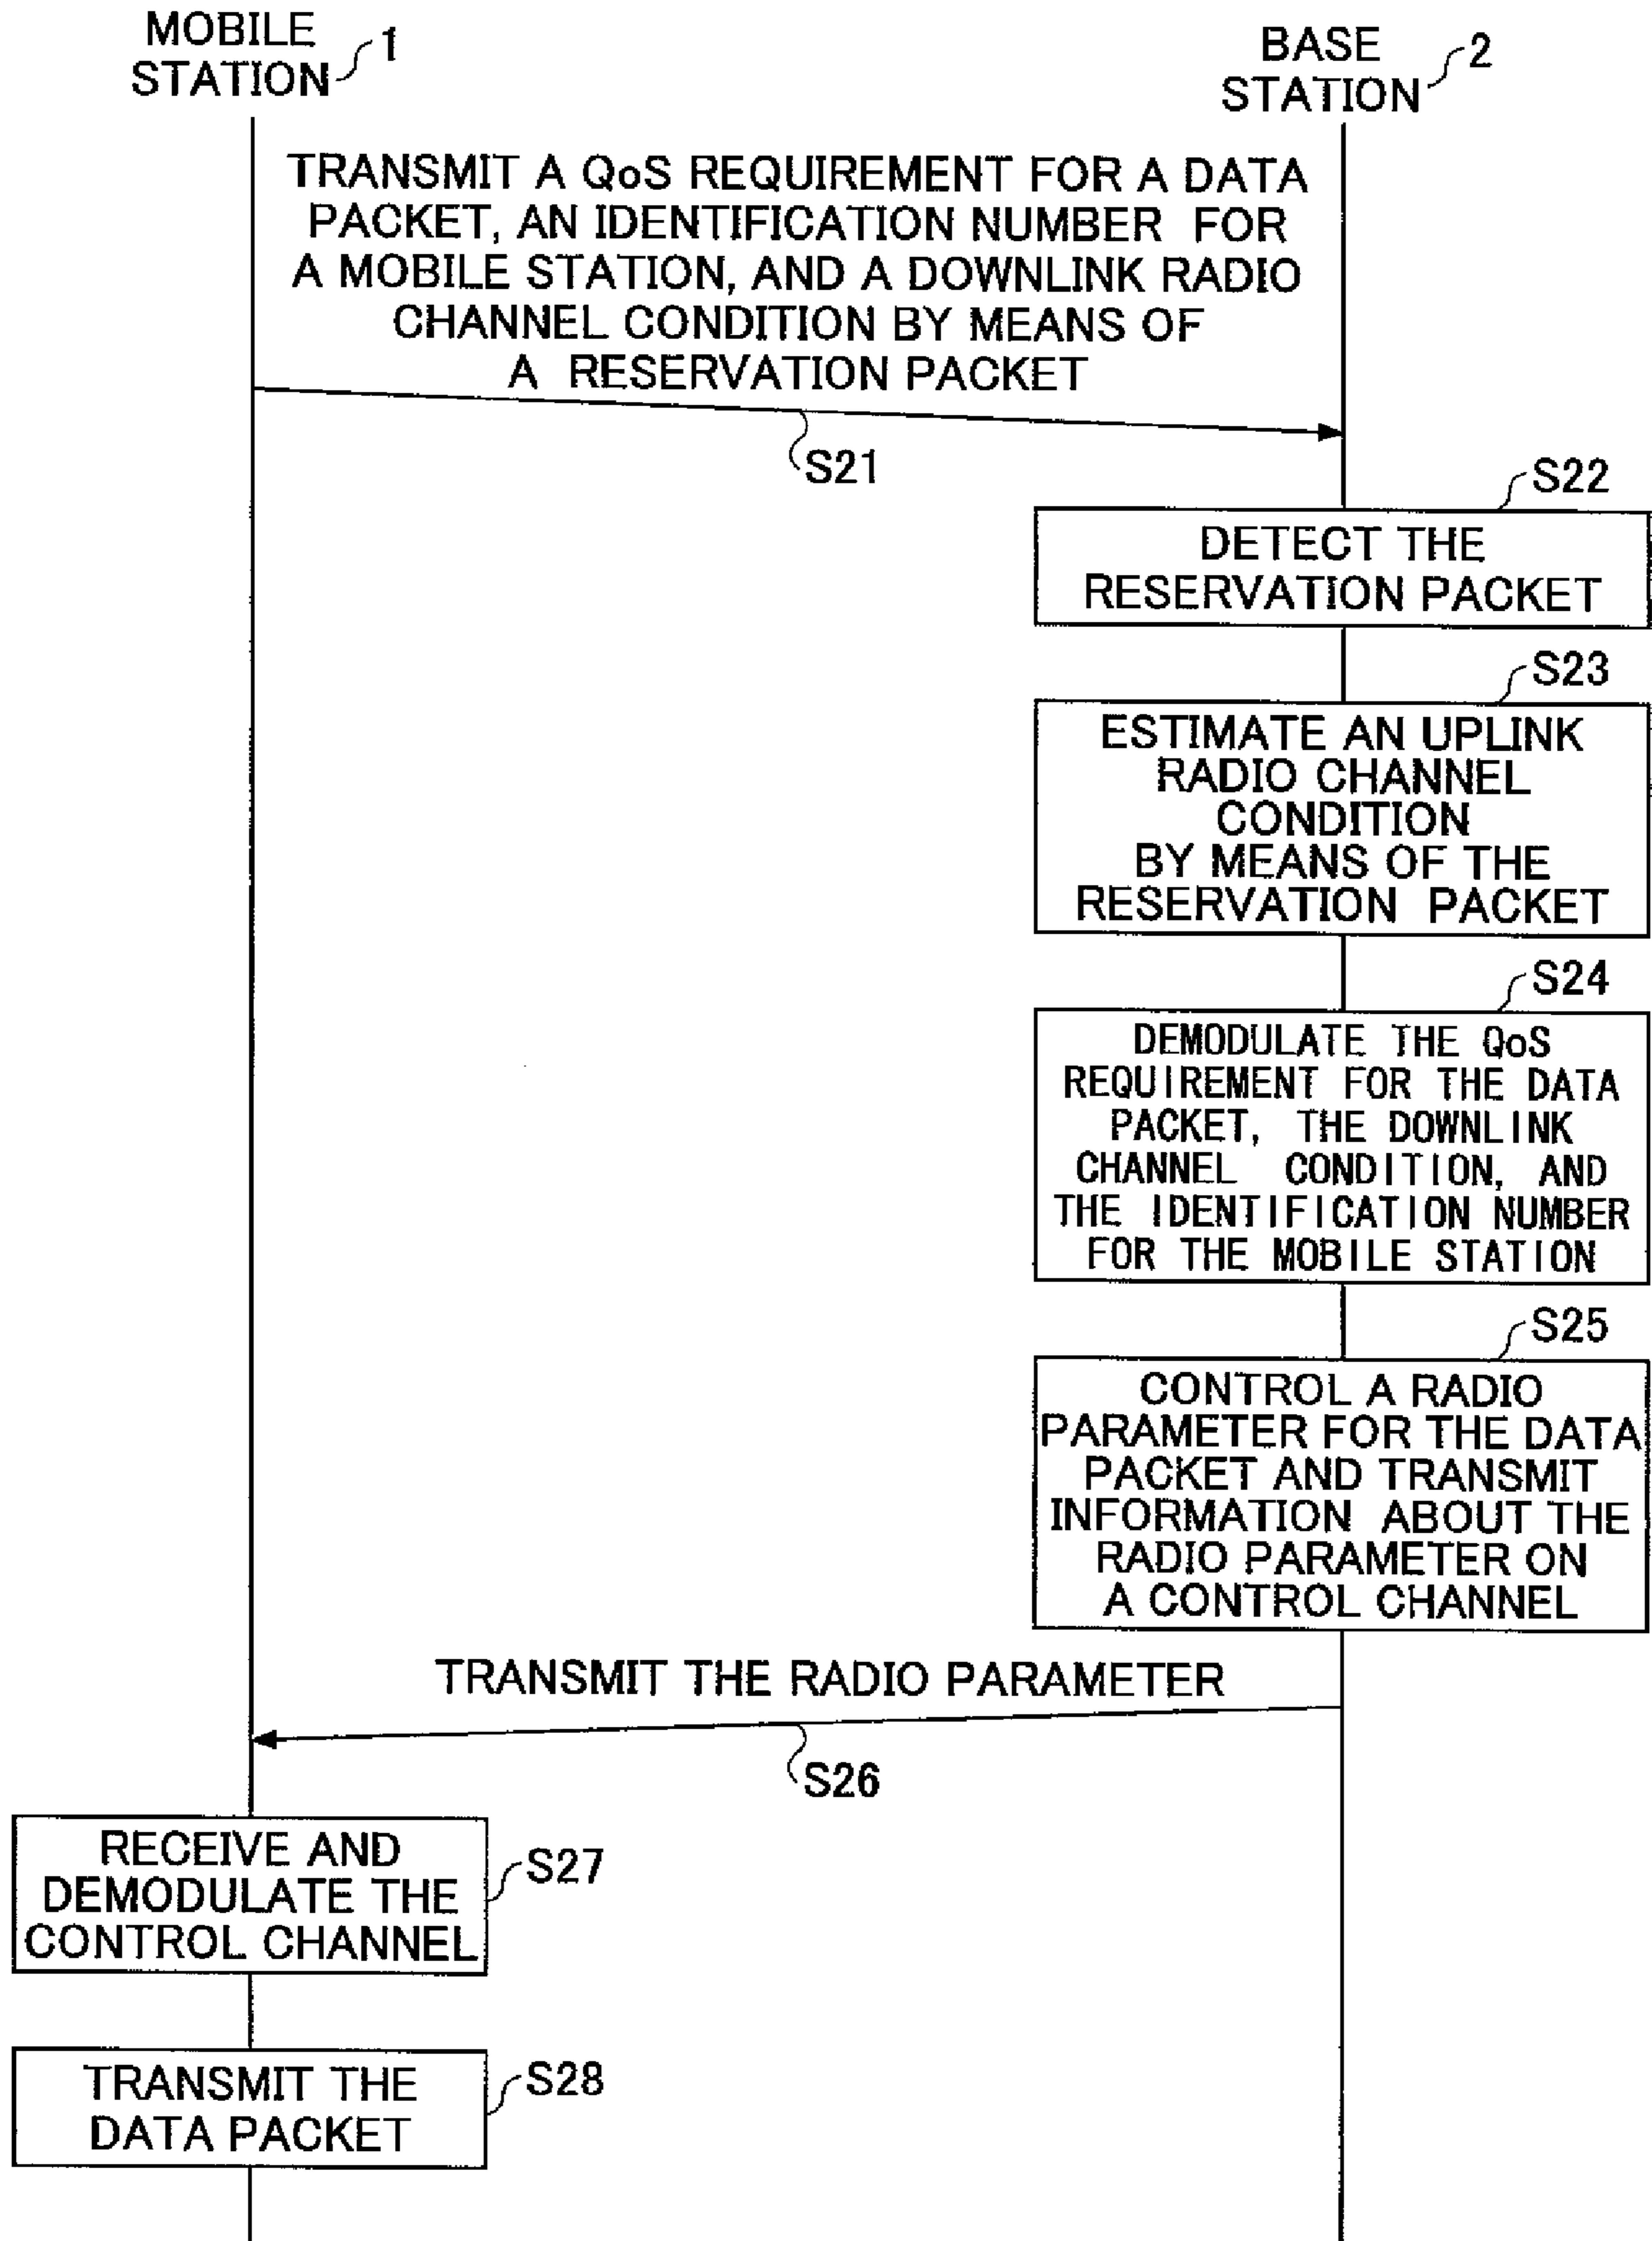 MOBILE
STATION 1
BASE
STATION 2
TRANSMIT A QoS REQUIREMENT FOR A DATA
PACKET, AN IDENTIFICATION NUMBER FOR
A MOBILE STATION, AND A DOWNLINK RADIO
CHANNEL CONDITION BY MEANS OF
A RESERVATION PACKET
S21
S22
DETECT THE
RESERVATION PACKET
S23
ESTIMATE AN UPLINK
RADIO CHANNEL
CONDITION
BY MEANS OF THE
RESERVATION PACKET
S24
DEMODULATE THE QoS
REQUIREMENT FOR THE DATA
PACKET, THE DOWNLINK
CHANNEL CONDITION, AND
THE IDENTIFICATION NUMBER
FOR THE MOBILE STATION
S25
CONTROL A RADIO
PARAMETER FOR THE DATA
PACKET AND TRANSMIT
INFORMATION ABOUT THE
RADIO PARAMETER ON
A CONTROL CHANNEL
TRANSMIT THE RADIO PARAMETER
S26
RECEIVE AND
DEMODULATE THE
CONTROL CHANNEL
S27
TRANSMIT THE
DATA PACKET
S28